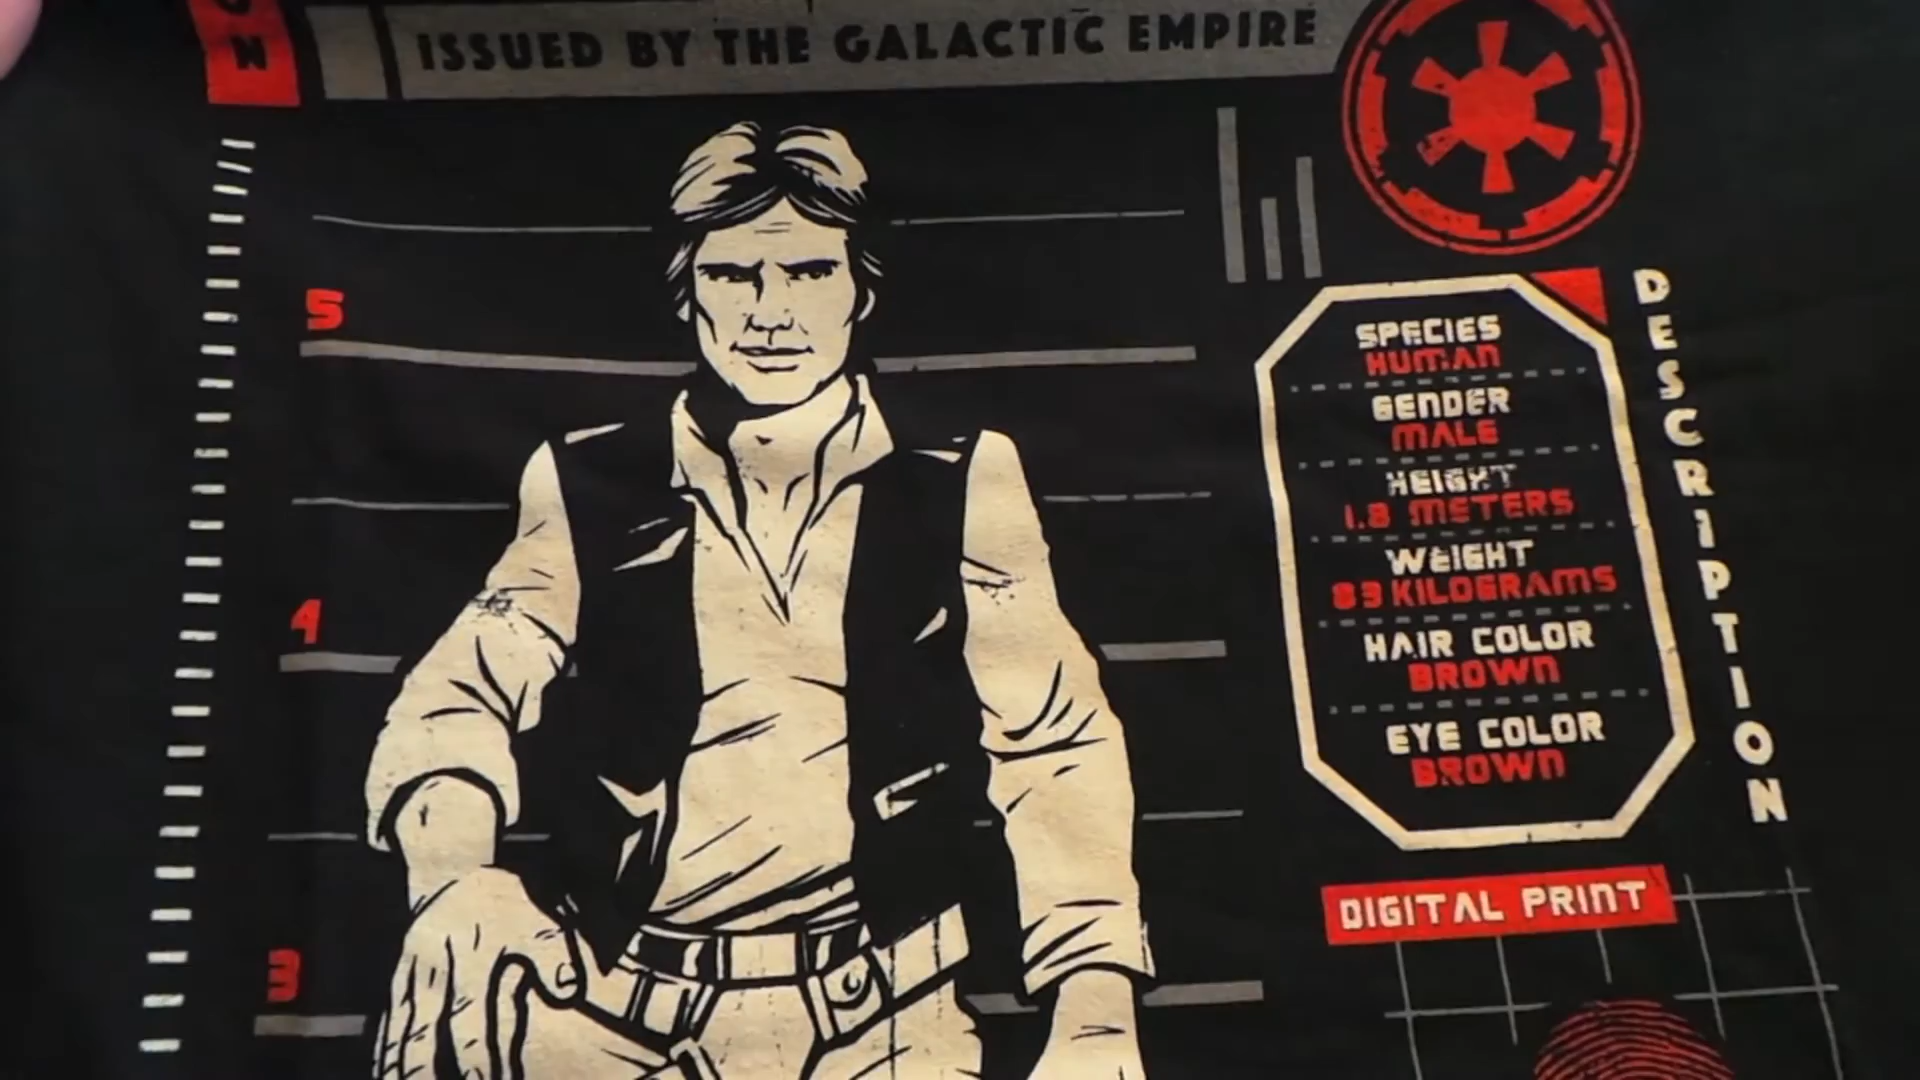 N
ISSUED BY THE GALACTIC EMPIRE
5
4
3
SPECIES
HUMAN
GENDER
MALE
HEIGHT
1.8 METERS
WEIGHT
83 KILOGRAMS
HAIR COLOR
BROWN
EYE COLOR
BROWN
DESCRIPTION
DIGITAL PRINT